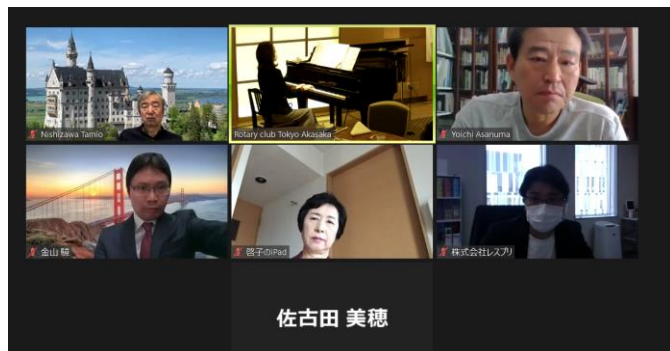 Nishizawa Tamio
Rotary club Tokyo Akasaka
Yoichi Asanuma
金山 驍
啓子のiPad
株式会社レスプリ
佐古田 美穂